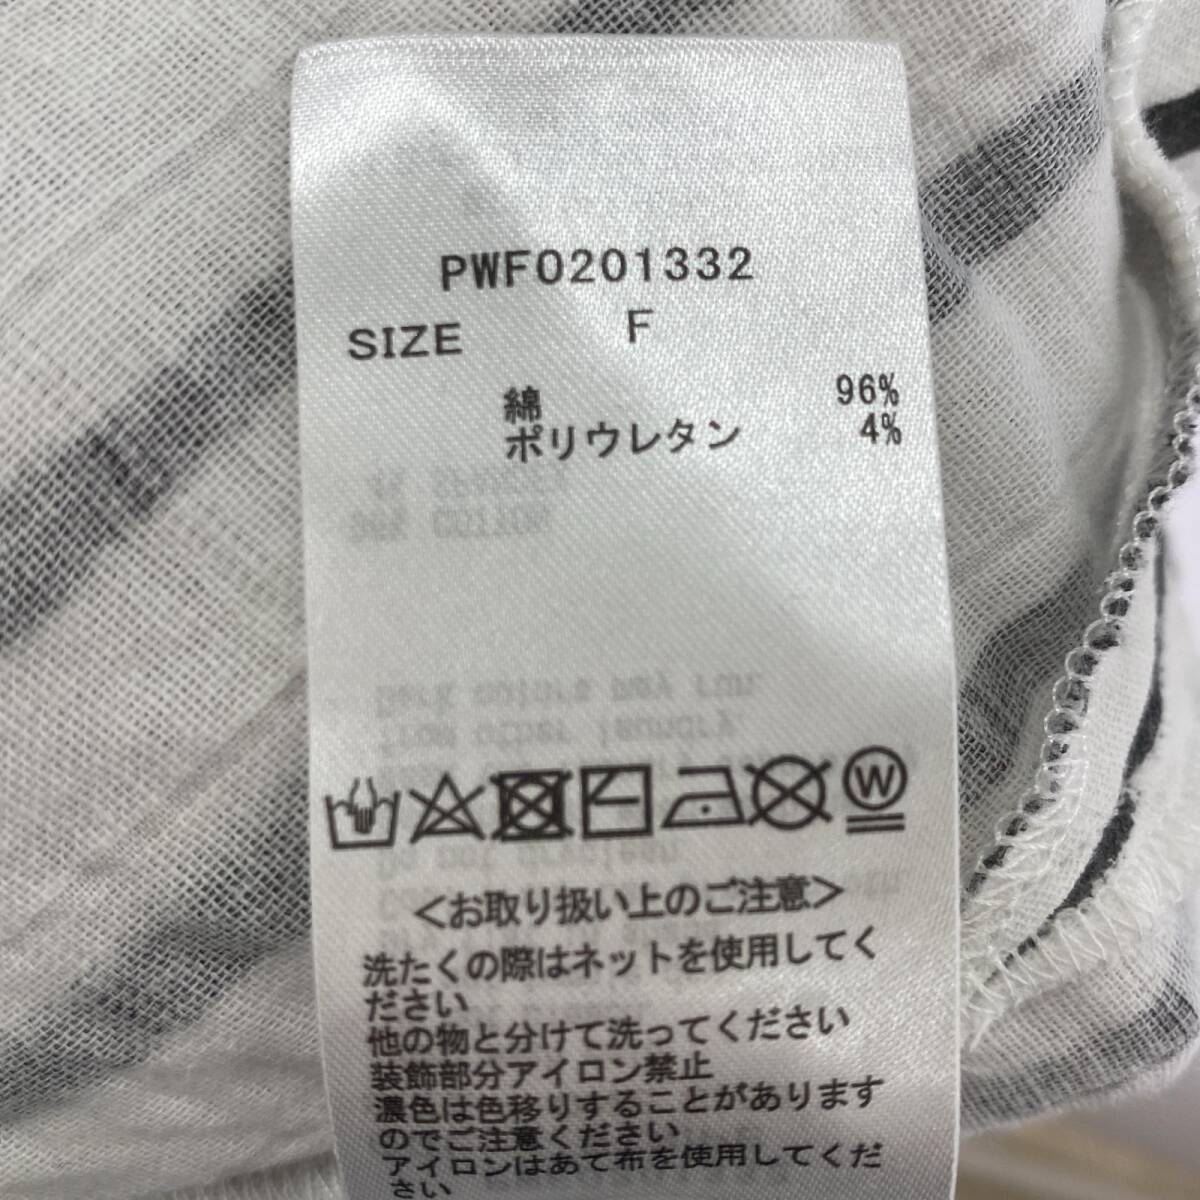 PWF0201332
SIZE F
綿 96%
ポリウレタン 4%
W
<お取り扱い上のご注意>
洗たくの際はネットを使用してく
ださい
他の物と分けて洗ってください
装飾部分アイロン禁止
濃色は色移りすることがあります
のでご注意ください
アイロンはあて布を使用してくだ
さい